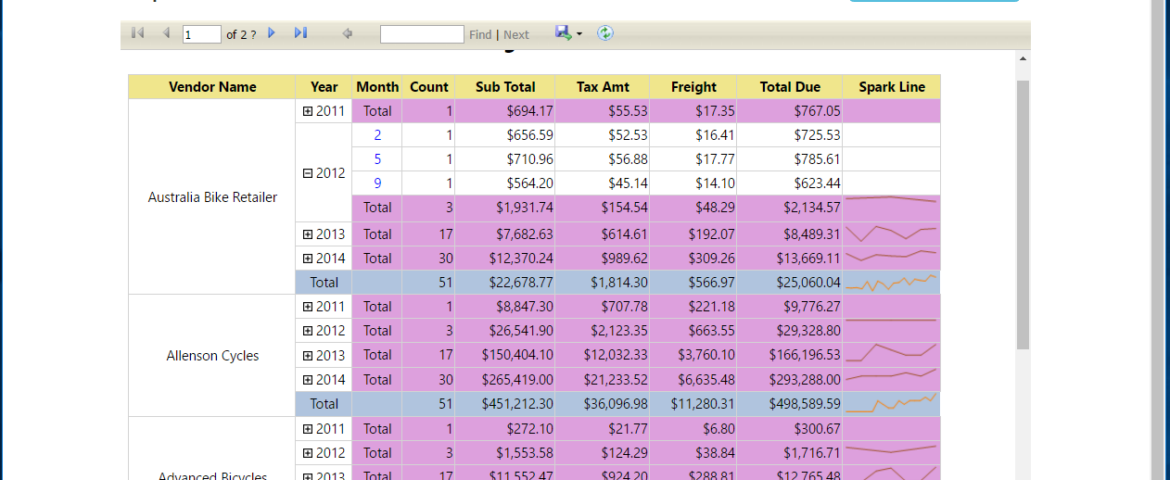 1 of 2 ? Find | Next
Vendor Name Year Month Count Sub Total Tax Amt Freight Total Due Spark Line
2011 Total 1 $694.17 $55.53 $17.35 $767.05
2 1 $656.59 $52.53 $16.41 $725.53
5 1 $710.96 $56.88 $17.77 $785.61
2012
9 1 $564.20 $45.14 $14.10 $623.44
Australia Bike Retailer
Total 3 $1,931.74 $154.54 $48.29 $2,134.57
2013 Total 17 $7,682.63 $614.61 $192.07 $8,489.31
2014 Total 30 $12,370.24 $989.62 $309.26 $13,669.11
Total 51 $22,678.77 $1,814.30 $566.97 $25,060.04
2011 Total 1 $8,847.30 $707.78 $221.18 $9,776.27
2012 Total 3 $26,541.90 $2,123.35 $663.55 $29,328.80
Allenson Cycles 2013 Total 17 $150,404.10 $12,032.33 $3,760.10 $166,196.53
2014 Total 30 $265,419.00 $21,233.52 $6,635.48 $293,288.00
Total 51 $451,212.30 $36,096.98 $11,280.31 $498,589.59
2011 Total 1 $272.10 $21.77 $6.80 $300.67
2012 Total 3 $1,553.58 $124.29 $38.84 $1,716.71
Advanced Bicycles 2013 Total 17 $11,552.47 $924.20 $288.81 $12,765.48